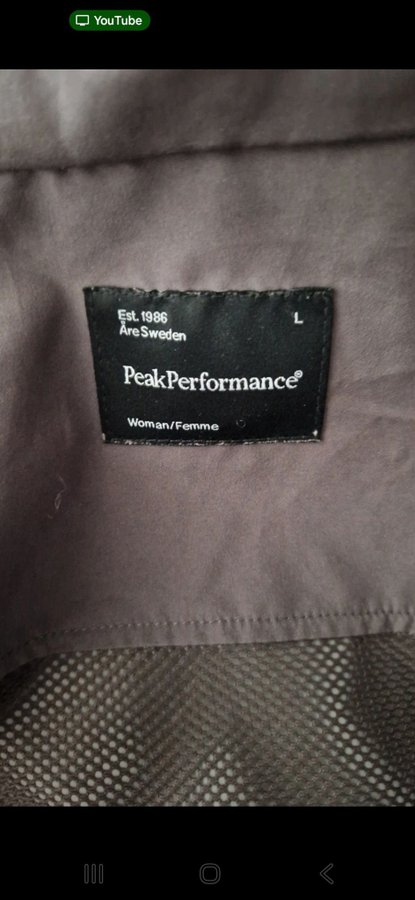 YouTube
Est. 1986
L
Åre Sweden
PeakPerformance®
Woman/Femme